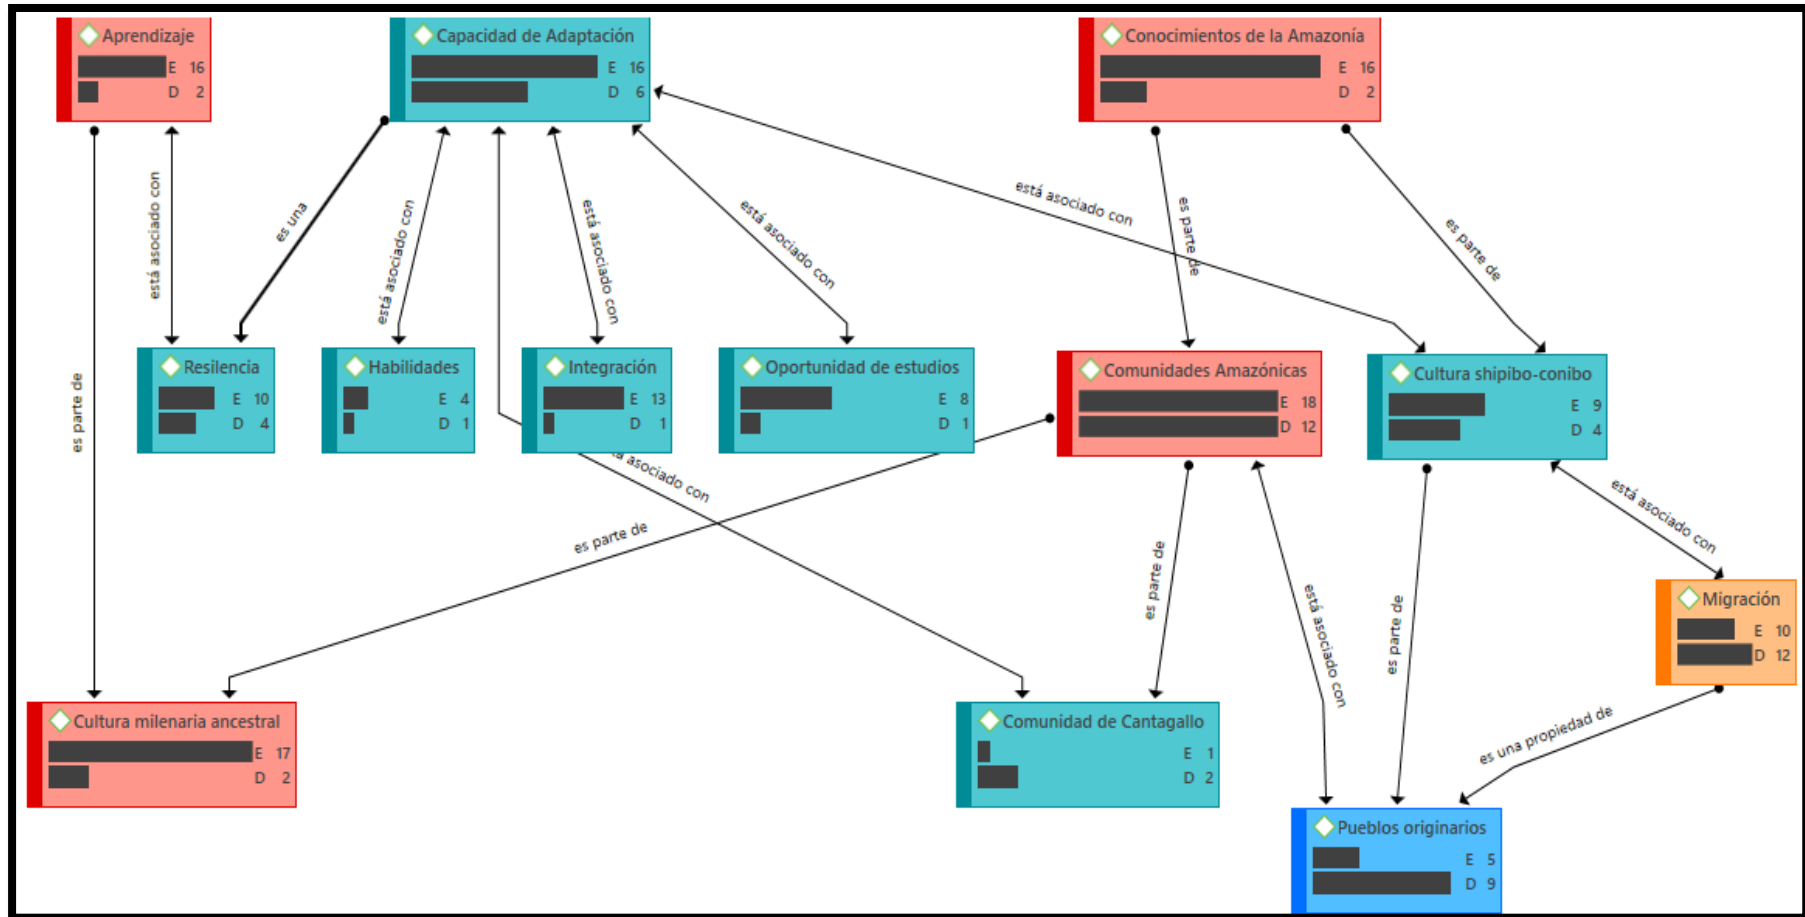 Aprendizaje
E 16
D 2
Capacidad de Adaptación
E 16
D 6
Conocimientos de la Amazonía
E 16
D 2
está asociado con
es una
está asociado con
está asociado con
está asociado con
está asociado con
es parte de
es parte de
es parte de
Resilencia
E 10
D 4
Habilidades
E 4
D 1
Integración
E 13
D 1
Oportunidad de estudios
E 8
D 1
Comunidades Amazónicas
E 18
D 12
Cultura shipibo-conibo
E 9
D 4
asociado con
es parte de
es parte de
está asociado con
es parte de
está asociado con
Migración
E 10
D 12
es una propiedad de
Cultura milenaria ancestral
E 17
D 2
Comunidad de Cantagallo
E 1
D 2
Pueblos originarios
E 5
D 9